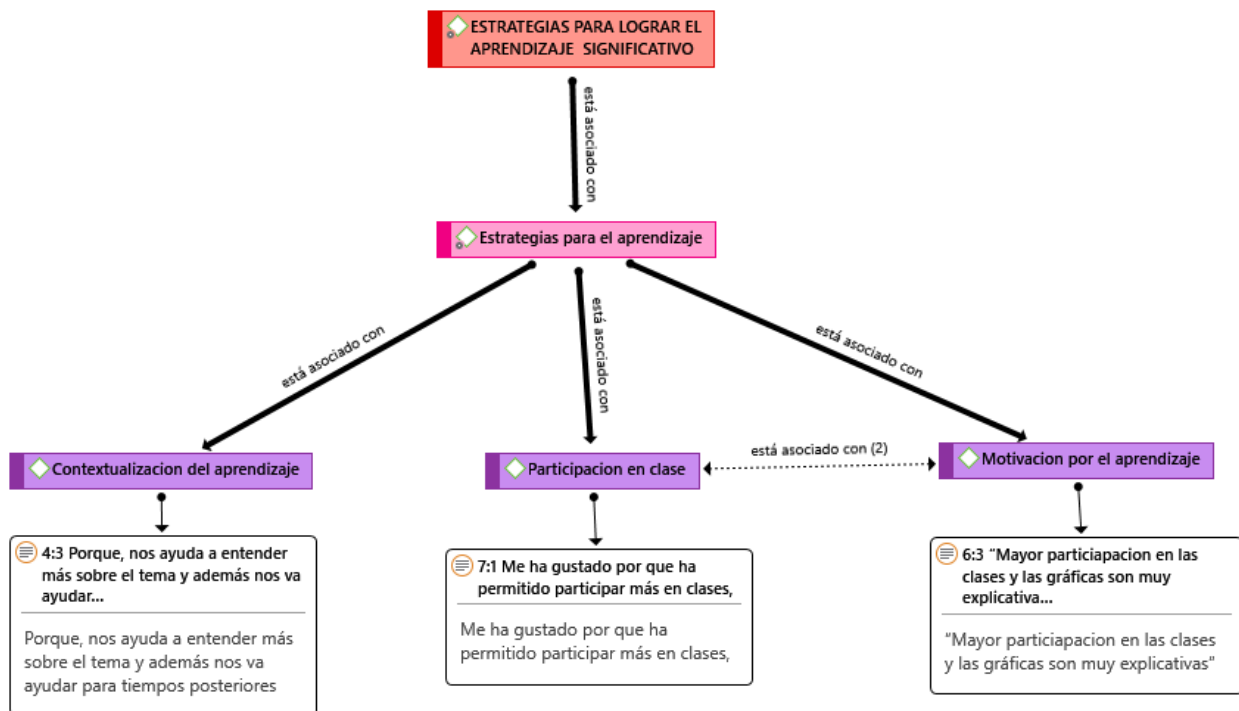 ESTRATEGIAS PARA LOGRAR EL
APRENDIZAJE SIGNIFICATIVO
está asociado con
Estrategias para el aprendizaje
está asociado con
está asociado con
está asociado con
Contextualizacion del aprendizaje
Participacion en clase
está asociado con (2)
Motivacion por el aprendizaje
4:3 Porque, nos ayuda a entender
más sobre el tema y además nos va
ayudar...
Porque, nos ayuda a entender más
sobre el tema y además nos va
ayudar para tiempos posteriores
7:1 Me ha gustado por que ha
permitido participar más en clases,
Me ha gustado por que ha
permitido participar más en clases,
6:3 “Mayor particiapacion en las
clases y las gráficas son muy
explicativa...
“Mayor particiapacion en las clases
y las gráficas son muy explicativas”